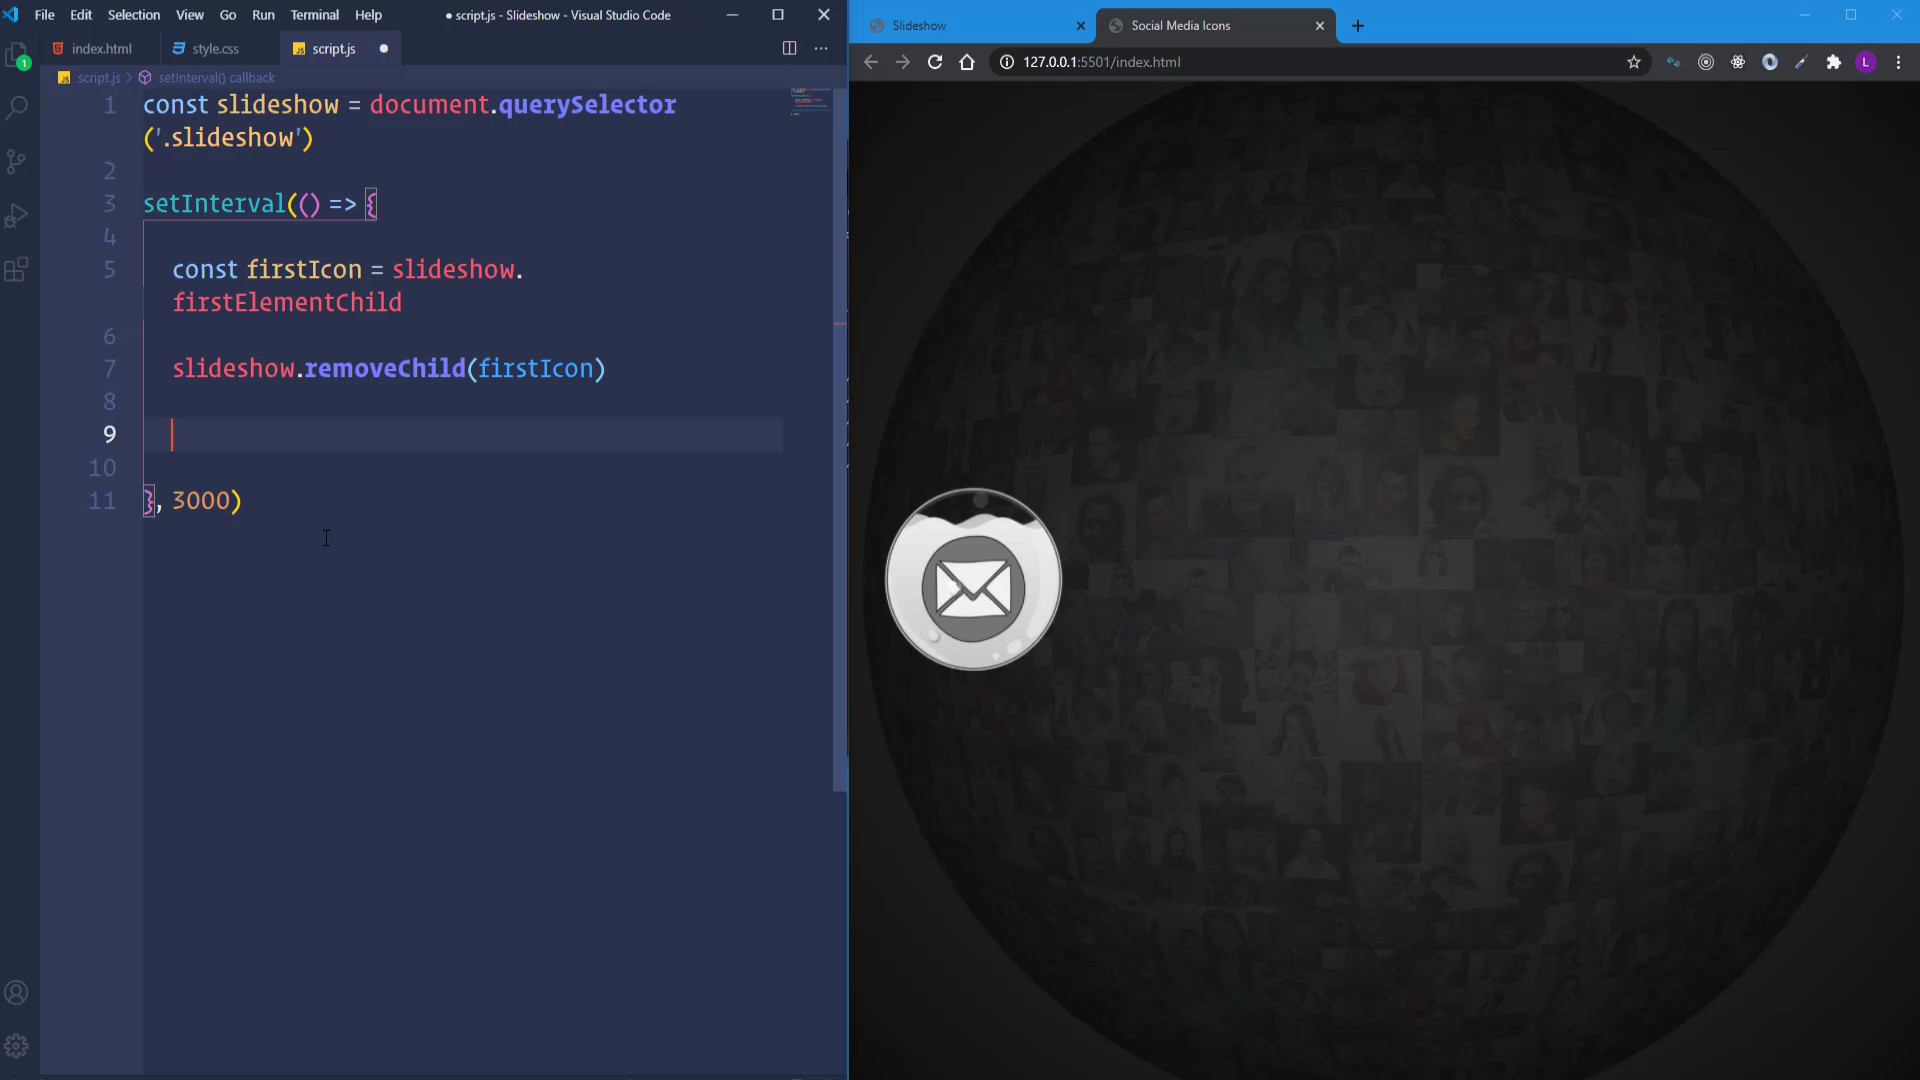 File Edit Selection View Go Run Terminal Help ● script.js - Slideshow - Visual Studio Code
index.html style.css JS script.js ●
JS script.js > setInterval() callback
1 const slideshow = document.querySelector
('.slideshow')
2
3 setInterval(() => {
4
5 const firstIcon = slideshow.
firstElementChild
6
7 slideshow.removeChild(firstIcon)
8
9
10
11 }, 3000)
1
Slideshow
Social Media Icons
127.0.0.1:5501/index.html
L